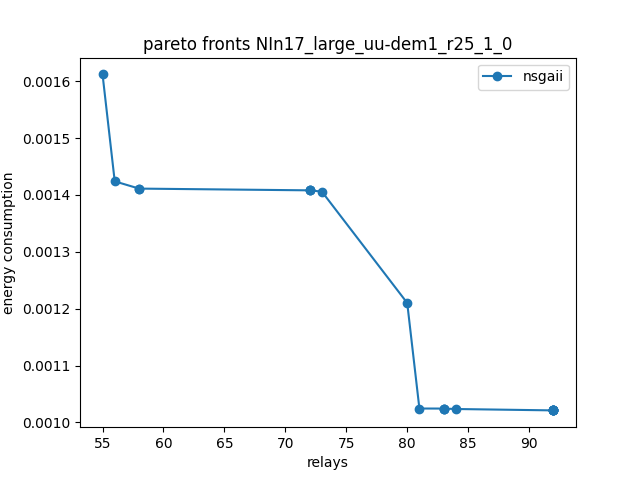 pareto fronts NIn17_large_uu-dem1_r25_1_0
nsgaii
energy consumption
0.0016
0.0015
0.0014
0.0013
0.0012
0.0011
0.0010
55 60 65 70 75 80 85 90
relays